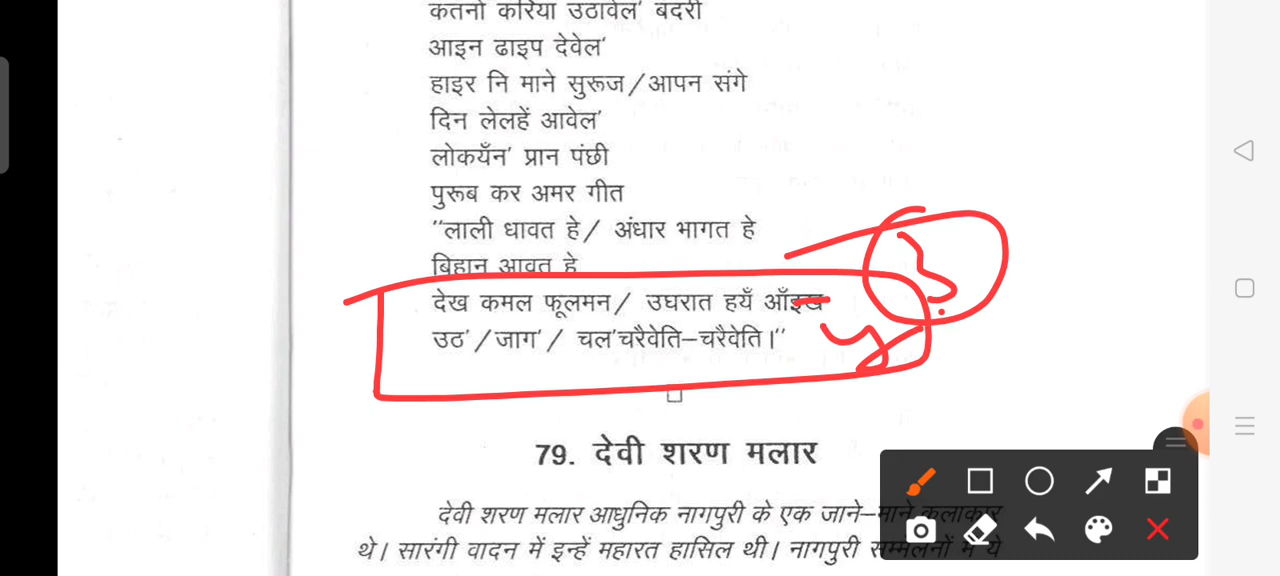 कतनो करिया उठावेल' बदरी
आइन ढाइप देवेल'
हाइर नि माने सुरूज/आपन संगे
दिन लेलहें आवेल'
लोकयँन' प्रान पंछी
पुरूब कर अमर गीत
"लाली धावत हे/ अंधार भागत हे
बिहान आवत हे
देख कमल फूलमन/ उघरात हयँ आँइख
उठ'/जाग'/ चल'चरैवेति–चरैवेति।"
79. देवी शरण मलार
देवी शरण मलार आधुनिक नागपुरी के एक जाने–माने कलाकार
थे। सारंगी वादन में इन्हें महारत हासिल थी। नागपुरी सम्मेलनों में ये